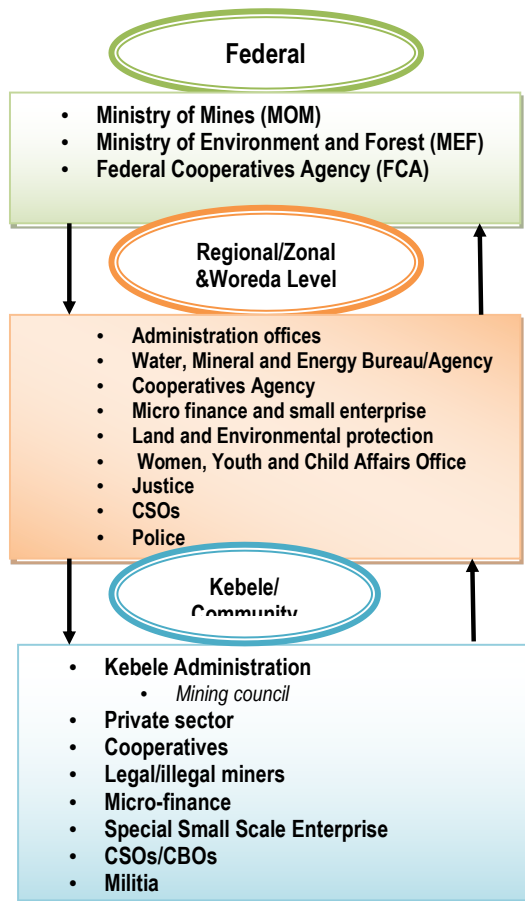 Federal
• Ministry of Mines (MOM)
• Ministry of Environment and Forest (MEF)
• Federal Cooperatives Agency (FCA)
Regional/Zonal
&Woreda Level
• Administration offices
• Water, Mineral and Energy Bureau/Agency
• Cooperatives Agency
• Micro finance and small enterprise
• Land and Environmental protection
• Women, Youth and Child Affairs Office
• Justice
• CSOs
• Police
Kebele/
Community
• Kebele Administration
• Mining council
• Private sector
• Cooperatives
• Legal/illegal miners
• Micro-finance
• Special Small Scale Enterprise
• CSOs/CBOs
• Militia